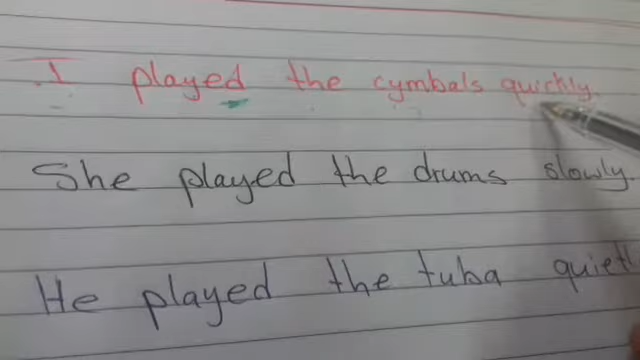 I played the cymbals quickly.
She played the drums slowly.
He played the tuba